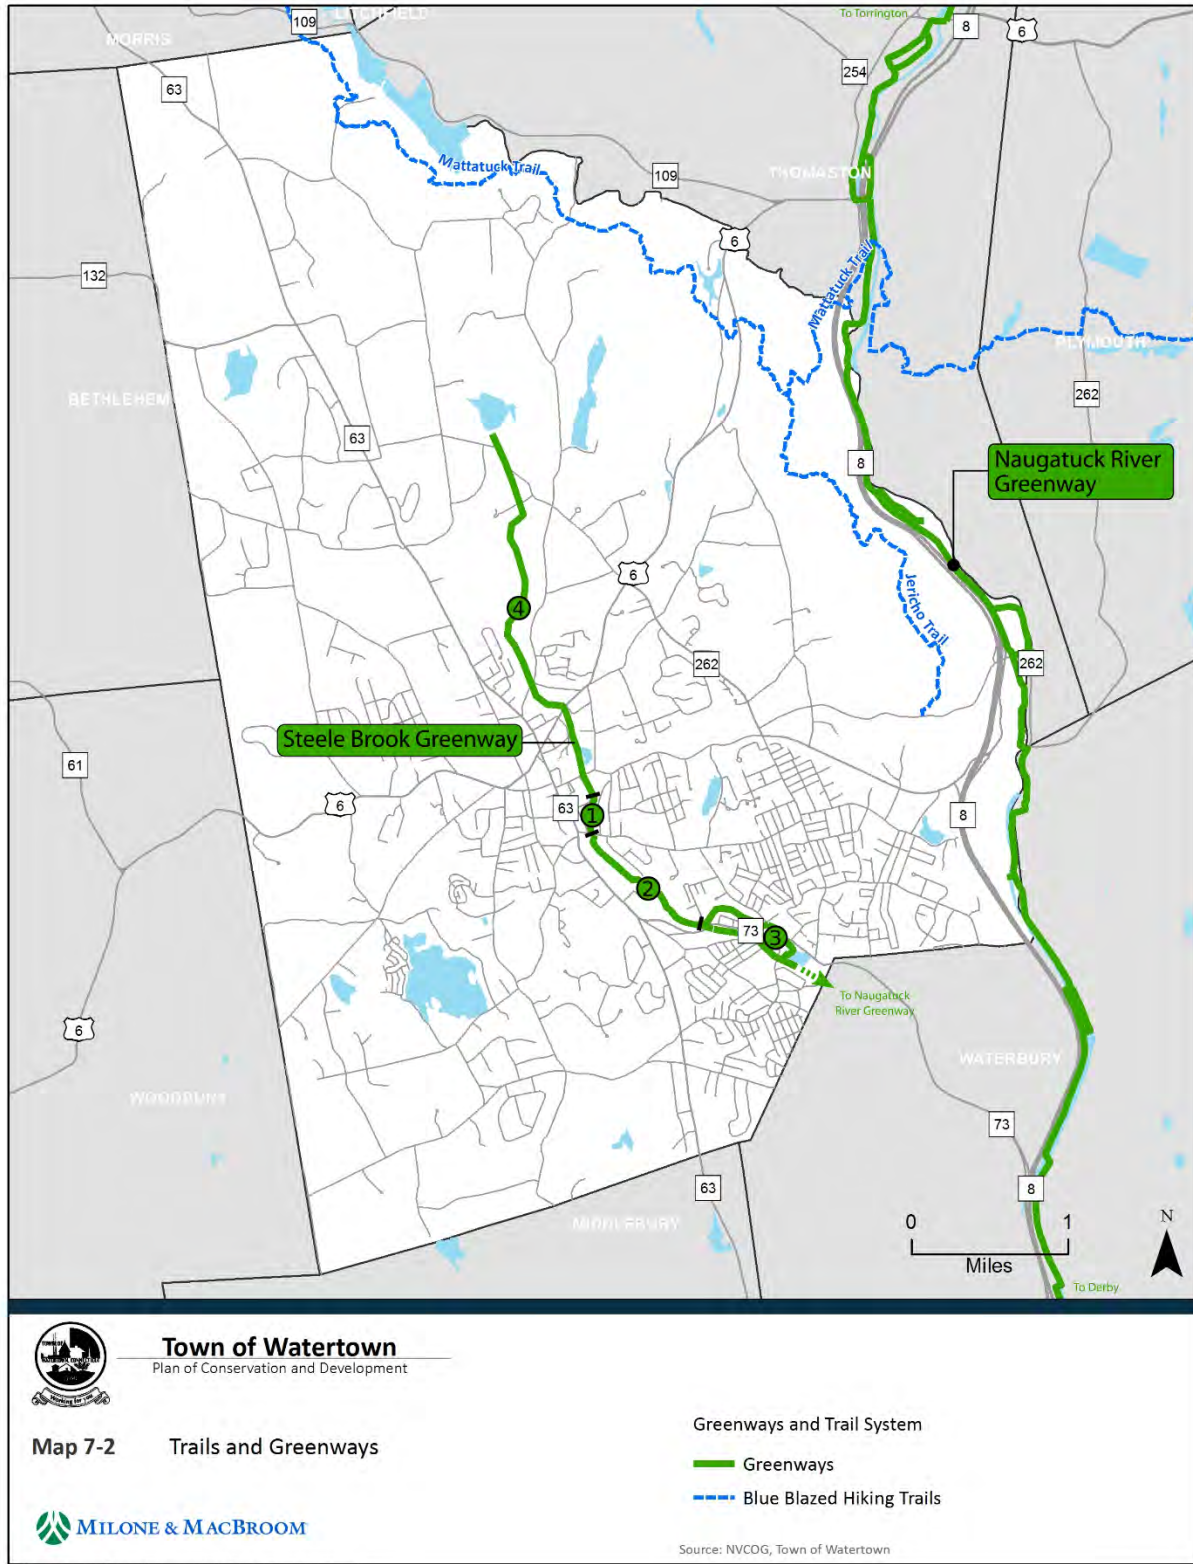 LITCHFIELD
To Torrington
109
8
6
MORRIS
63
254
Mattatuck Trail
109
THOMASTON
6
132
Mattatuck Trail
PLYMOUTH
BETHLEHEM
262
63
8
Naugatuck River
Greenway
6
4
Jericho Trail
262
262
Steele Brook Greenway
61
6
63
1
8
2
73
3
To Naugatuck
River Greenway
6
WATERBURY
WOODBURY
73
63
8
MIDDLEBURY
0
1
Miles
N
To Derby
Town of Watertown
Plan of Conservation and Development
Working for you
Map 7-2 Trails and Greenways
Greenways and Trail System
Greenways
Blue Blazed Hiking Trails
MILONE & MACBROOM
Source: NVCOG, Town of Watertown